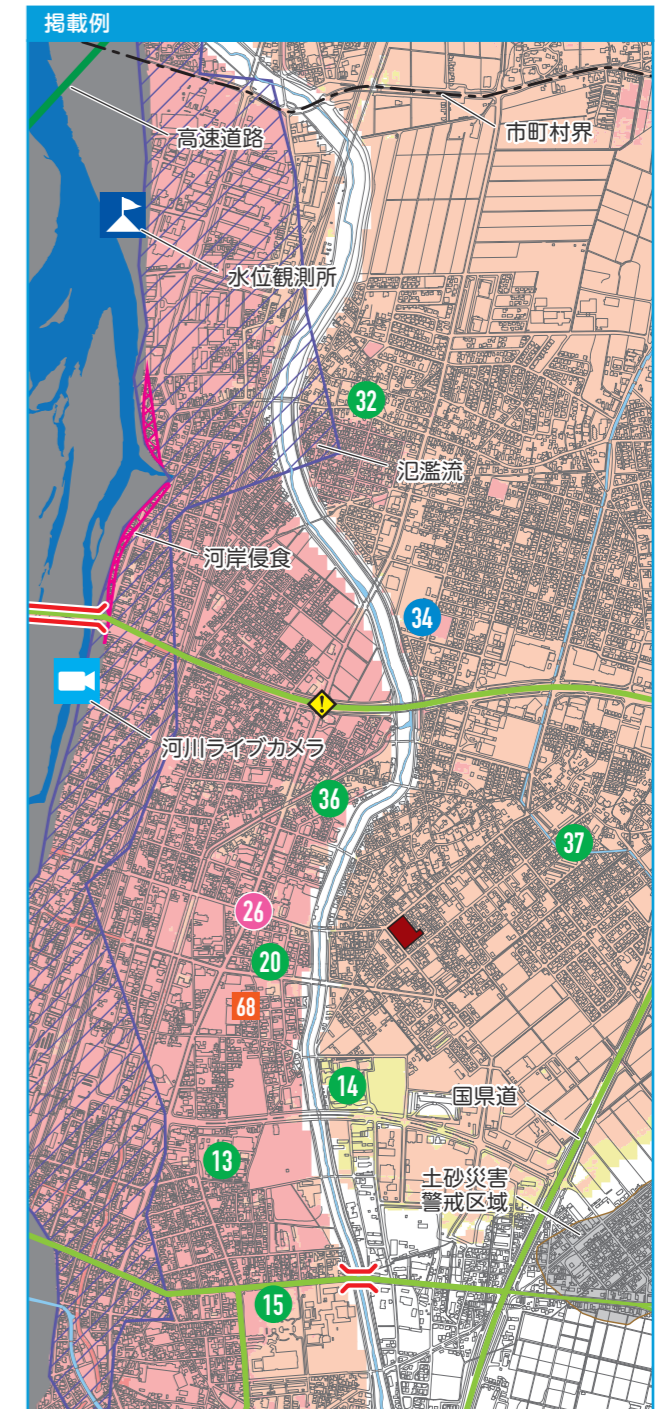 掲載例
高速道路
市町村界
水位観測所
32
氾濫流
河岸侵食
34
!
河川ライブカメラ
36
37
26
20
68
14
国県道
13
土砂災害
警戒区域
15